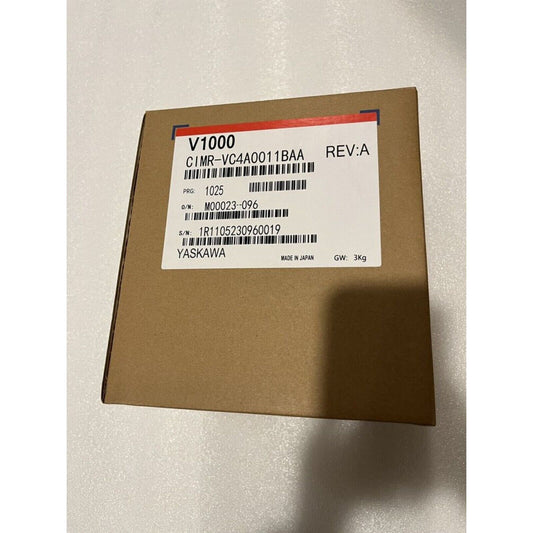 V1000
CIMR-VC4A0011BAA REV:A
PRG: 1025
O/N: M00023-096
S/N: 1R1105230960019
YASKAWA MADE IN JAPAN GW: 3Kg